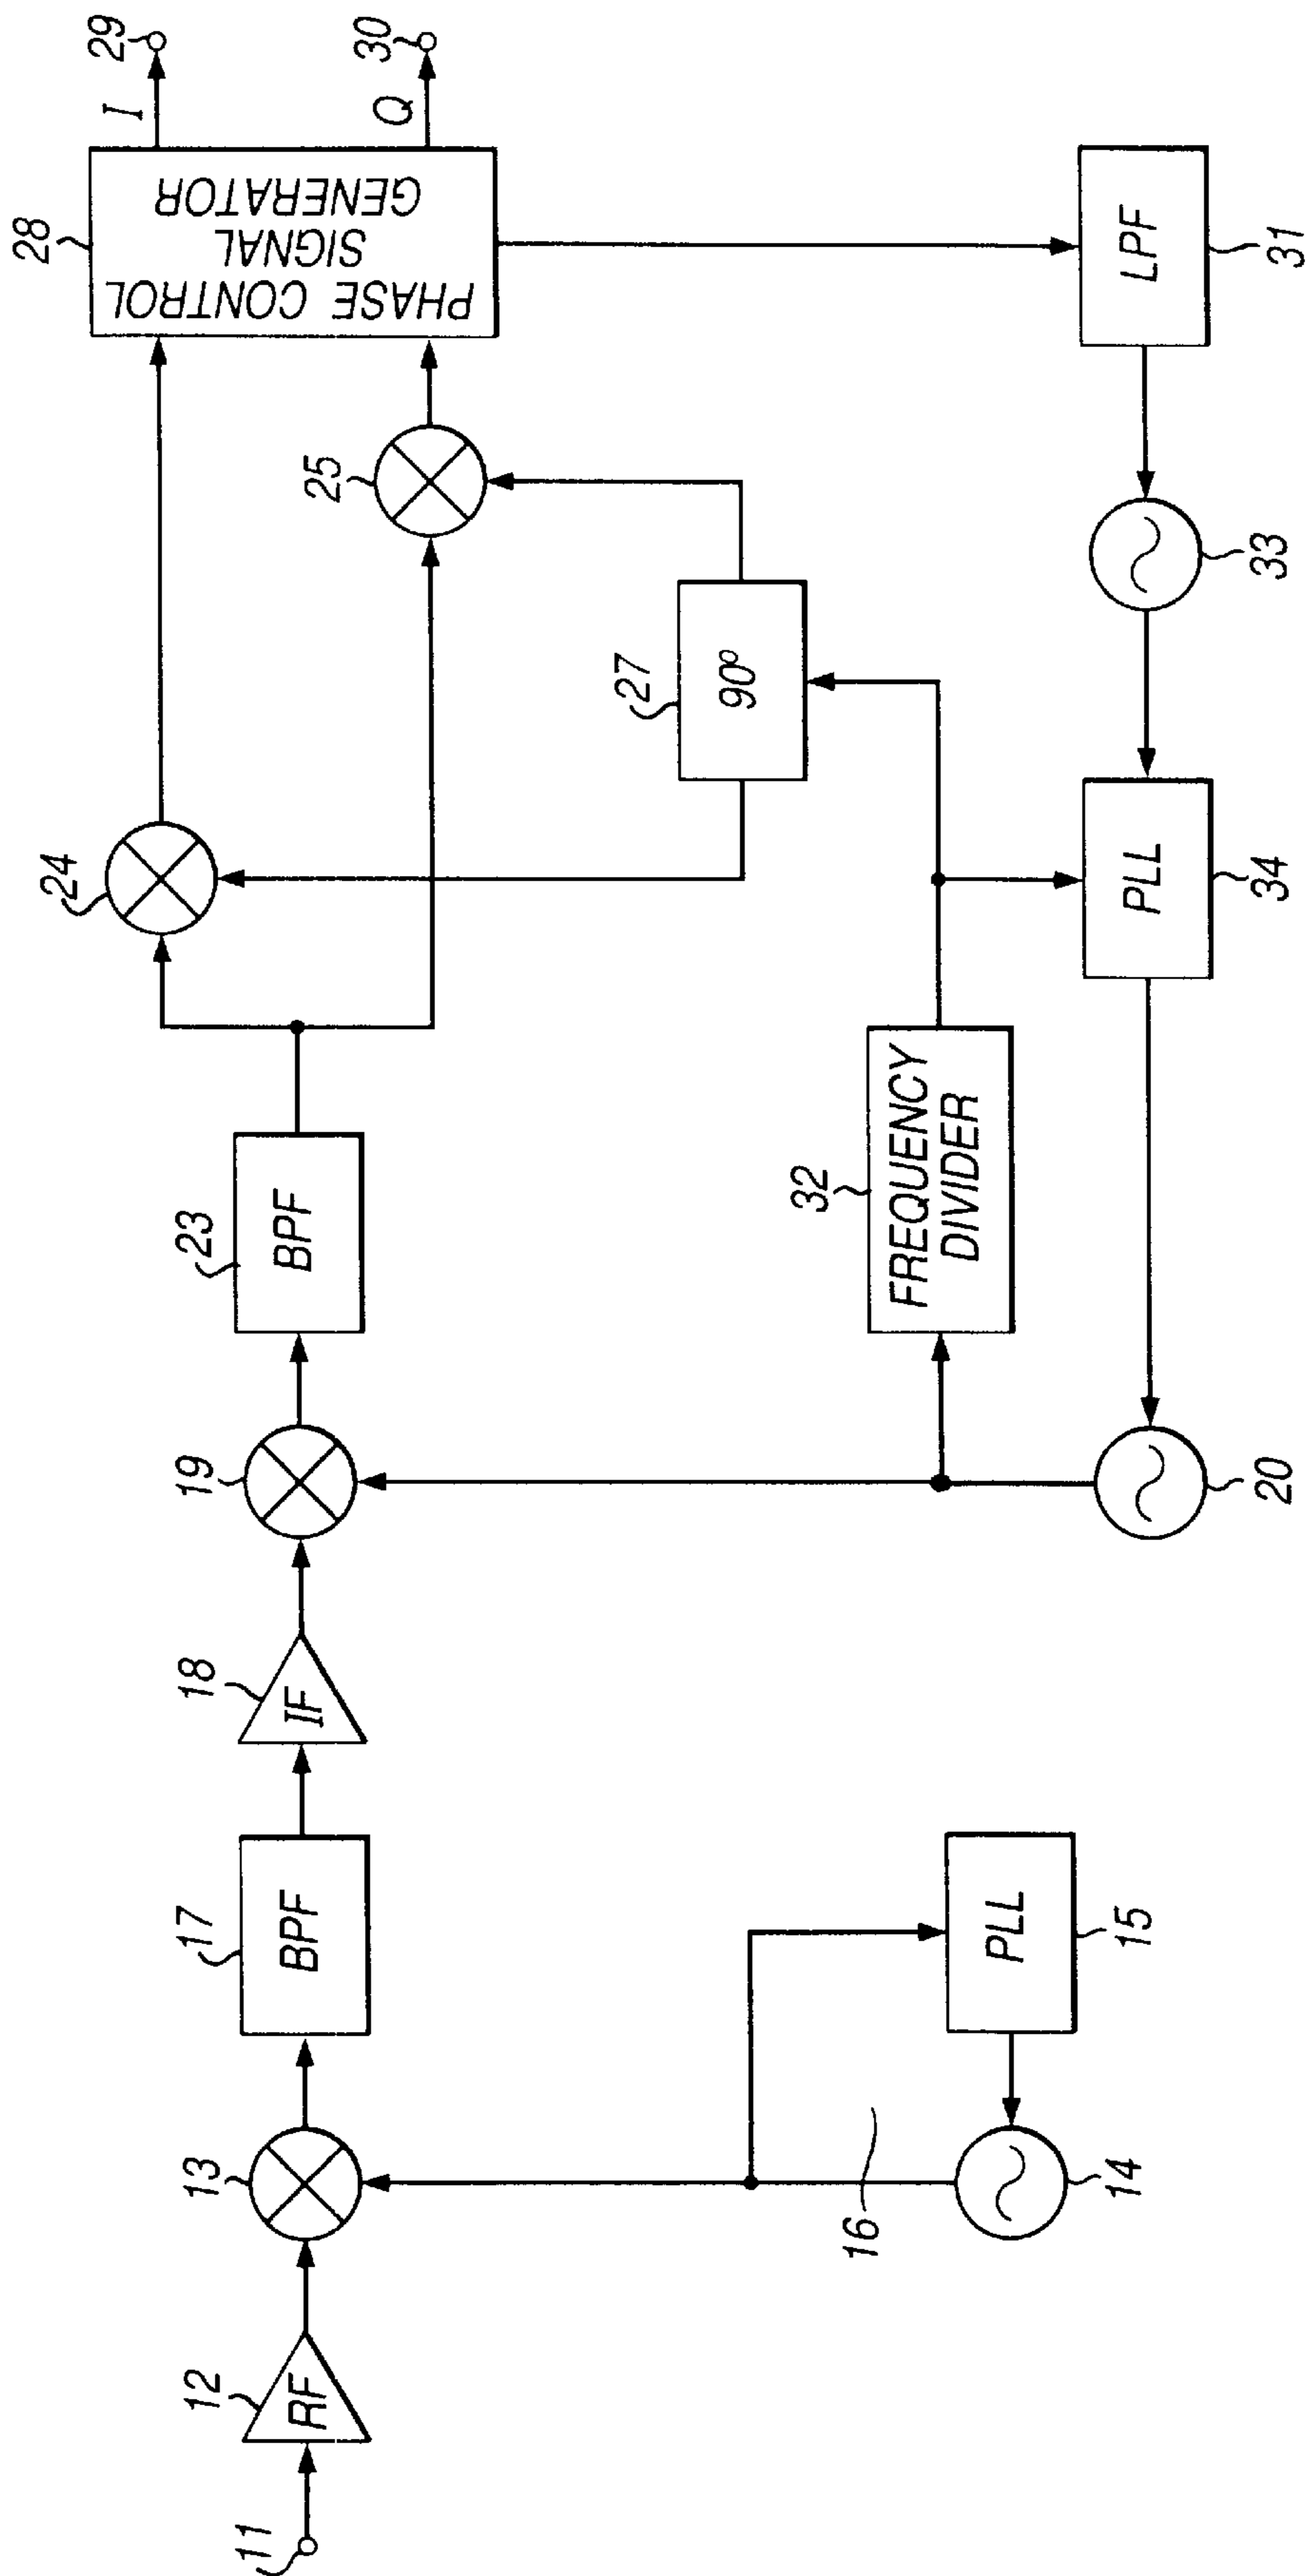 11
12
RF
13
14
15
PLL
16
17
BPF
18
IF
19
20
23
BPF
24
25
27
90°
28
PHASE CONTROL
SIGNAL
GENERATOR
I
29
Q
30
32
FREQUENCY
DIVIDER
PLL
34
33
LPF
31